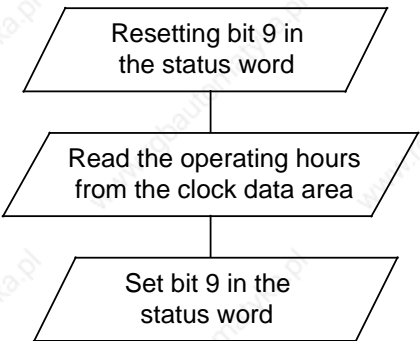 Resetting bit 9 in
the status word
Read the operating hours
from the clock data area
Set bit 9 in the
status word